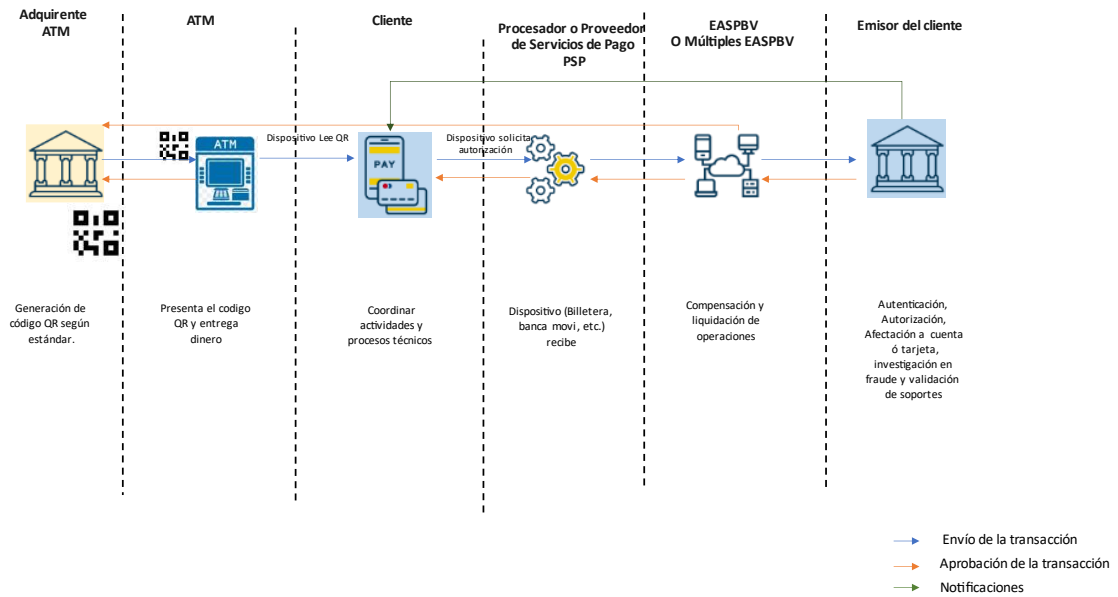 Adquirente
ATM
ATM
Cliente
Procesador o Proveedor
de Servicios de Pago
PSP
EASPBV
O Múltiples EASPBV
Emisor del cliente
Dispositivo Lee QR
Dispositivo solicita
autorización
ATM
PAY
Generación de
código QR según
estándar.
Presenta el codigo
QR y entrega
dinero
Coordinar
actividades y
procesos técnicos
Dispositivo (Billetera,
banca movi, etc.)
recibe
Compensación y
liquidación de
operaciones
Autenticación,
Autorización,
Afectación a cuenta
ó tarjeta,
investigación en
fraude y validación
de soportes
Envío de la transacción
Aprobación de la transacción
Notificaciones